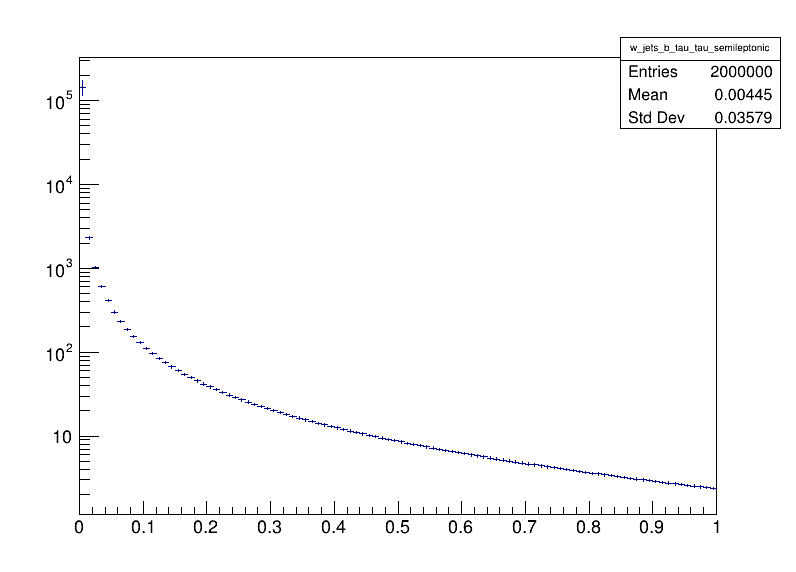 w_jets_b_tau_tau_semileptonic
Entries 2000000
Mean 0.00445
Std Dev 0.03579
10^5
10^4
10^3
10^2
10
0 0.1 0.2 0.3 0.4 0.5 0.6 0.7 0.8 0.9 1